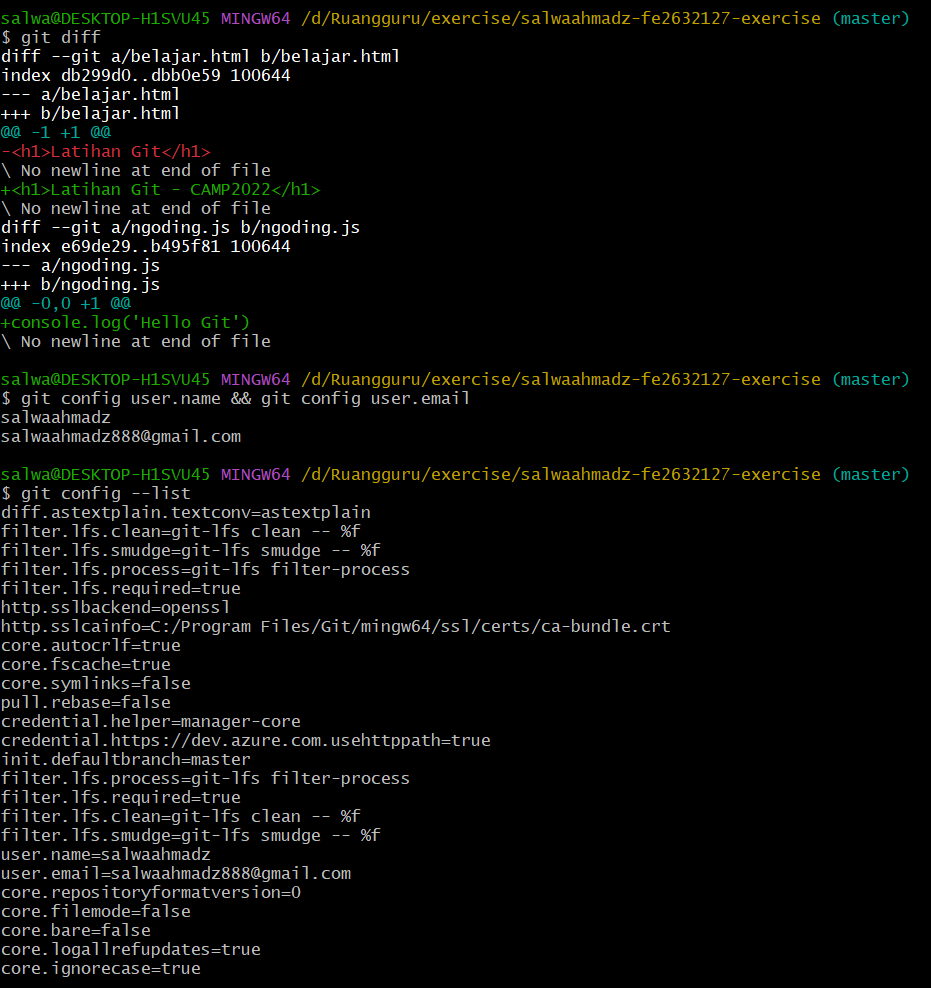 salwa@DESKTOP-H1SVU45 MINGW64 /d/Ruangguru/exercise/salwaahmadz-fe2632127-exercise (master)
$ git diff
diff --git a/belajar.html b/belajar.html
index db299d0..dbb0e59 100644
--- a/belajar.html
+++ b/belajar.html
@@ -1 +1 @@
-<h1>Latihan Git</h1>
\ No newline at end of file
+<h1>Latihan Git - CAMP2022</h1>
\ No newline at end of file
diff --git a/ngoding.js b/ngoding.js
index e69de29..b495f81 100644
--- a/ngoding.js
+++ b/ngoding.js
@@ -0,0 +1 @@
+console.log('Hello Git')
\ No newline at end of file

salwa@DESKTOP-H1SVU45 MINGW64 /d/Ruangguru/exercise/salwaahmadz-fe2632127-exercise (master)
$ git config user.name && git config user.email
salwaahmadz
salwaahmadz888@gmail.com

salwa@DESKTOP-H1SVU45 MINGW64 /d/Ruangguru/exercise/salwaahmadz-fe2632127-exercise (master)
$ git config --list
diff.astextplain.textconv=astextplain
filter.lfs.clean=git-lfs clean -- %f
filter.lfs.smudge=git-lfs smudge -- %f
filter.lfs.process=git-lfs filter-process
filter.lfs.required=true
http.sslbackend=openssl
http.sslcainfo=C:/Program Files/Git/mingw64/ssl/certs/ca-bundle.crt
core.autocrlf=true
core.fscache=true
core.symlinks=false
pull.rebase=false
credential.helper=manager-core
credential.https://dev.azure.com.usehttppath=true
init.defaultbranch=master
filter.lfs.process=git-lfs filter-process
filter.lfs.required=true
filter.lfs.clean=git-lfs clean -- %f
filter.lfs.smudge=git-lfs smudge -- %f
user.name=salwaahmadz
user.email=salwaahmadz888@gmail.com
core.repositoryformatversion=0
core.filemode=false
core.bare=false
core.logallrefupdates=true
core.ignorecase=true